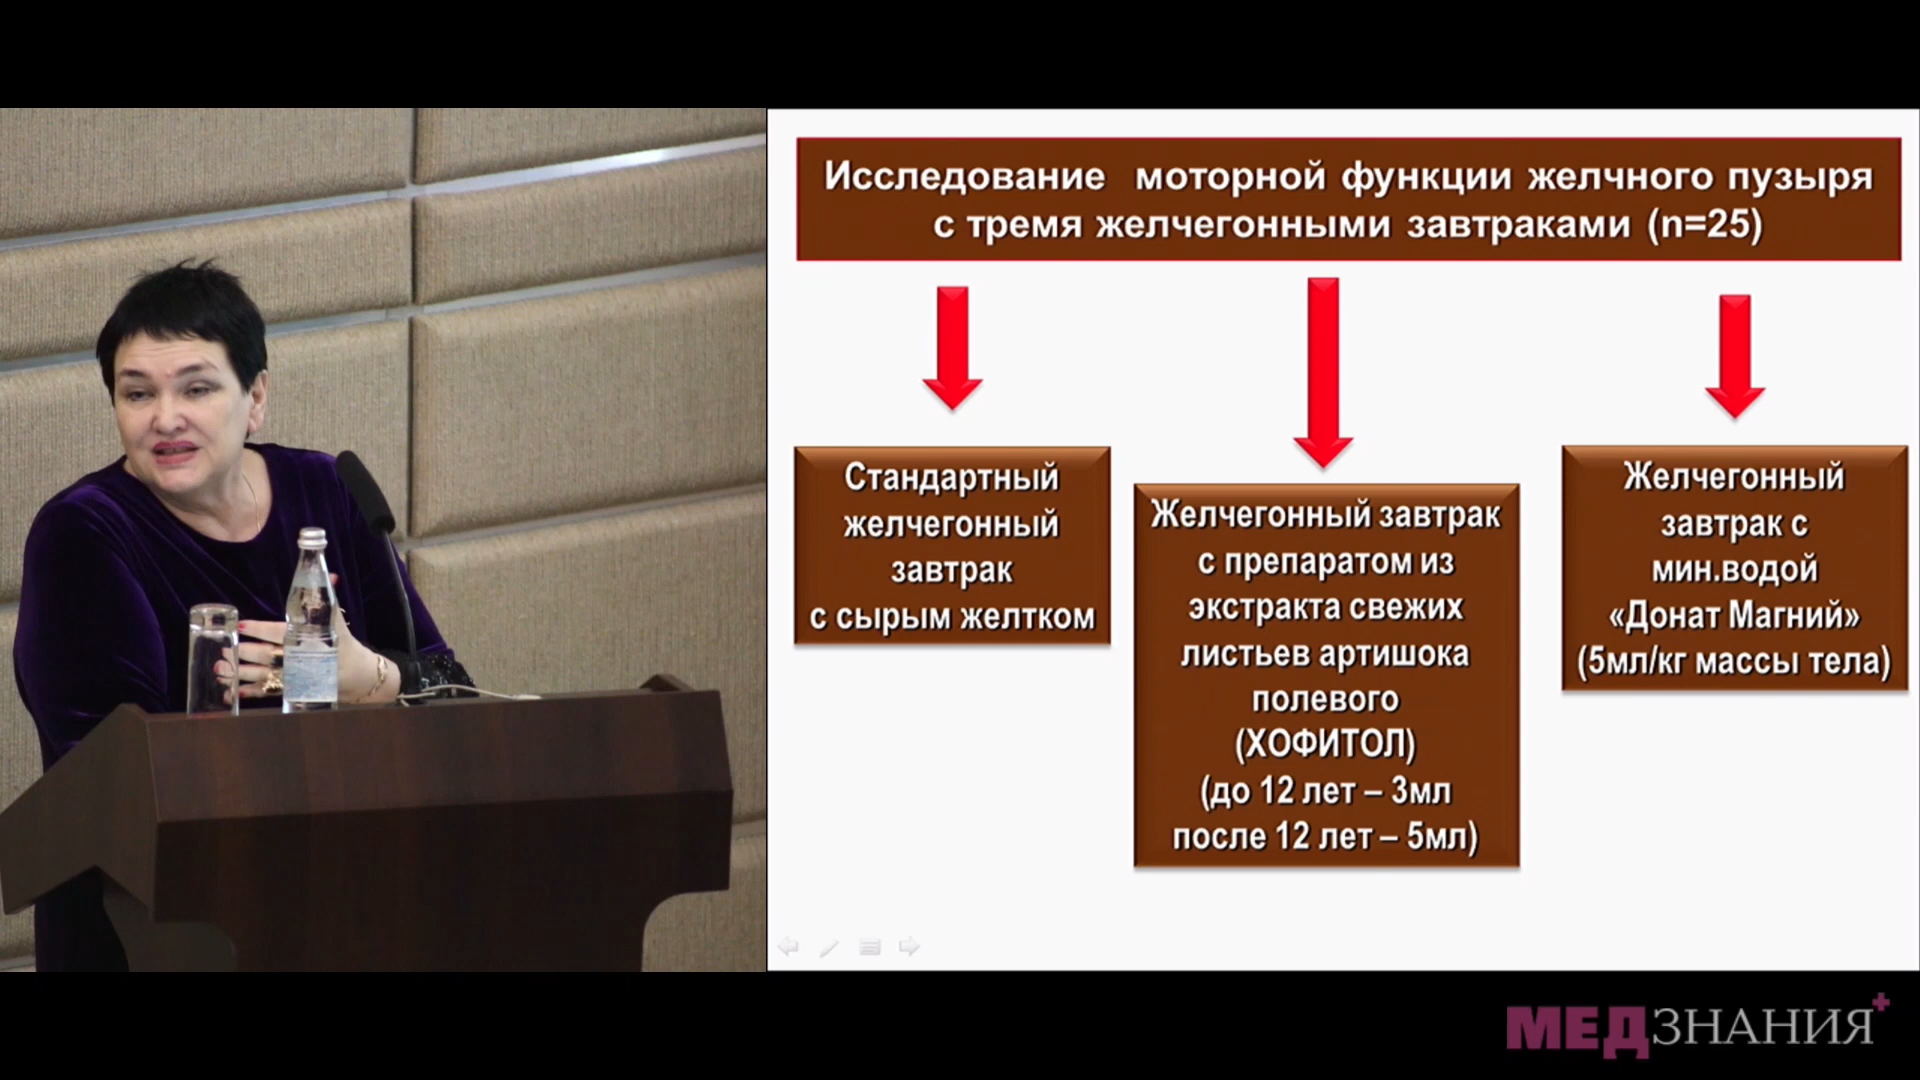 Исследование моторной функции желчного пузыря
с тремя желчегонными завтраками (n=25)
Стандартный
желчегонный
завтрак
с сырым желтком
Желчегонный завтрак
с препаратом из
экстракта свежих
листьев артишока
полевого
(ХОФИТОЛ)
(до 12 лет – 3мл
после 12 лет – 5мл)
Желчегонный
завтрак с
мин.водой
«Донат Магний»
(5мл/кг массы тела)
МЕДЗНАНИЯ+